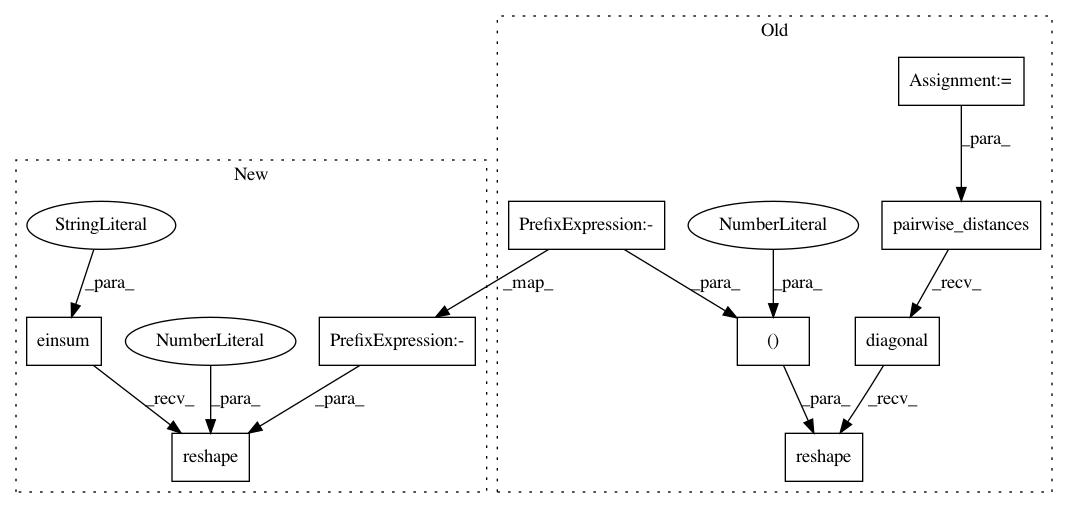 Old
Assignment:=
_para_
New
StringLiteral
PrefixExpression:-
NumberLiteral
pairwise_distances
_para_
_map_
_para_
_para_
_recv_
einsum
NumberLiteral
PrefixExpression:-
()
diagonal
_recv_
_para_
_para_
_para_
_recv_
reshape
reshape